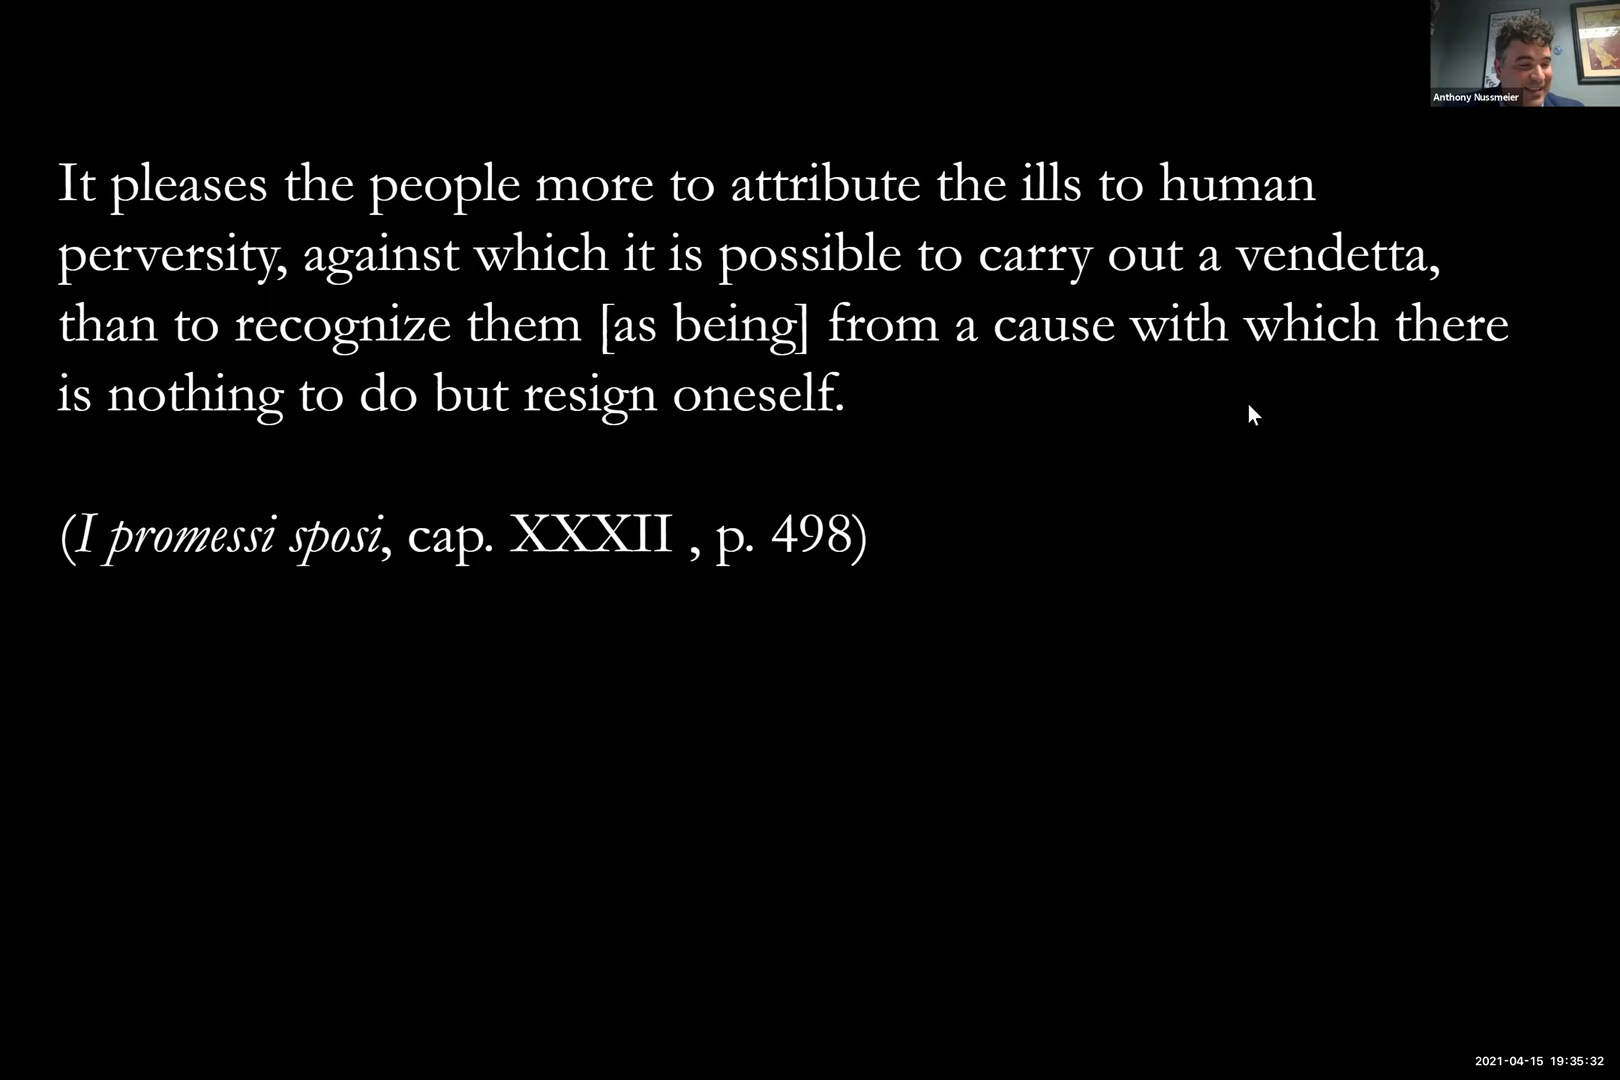 Anthony Nussmeier
It pleases the people more to attribute the ills to human
perversity, against which it is possible to carry out a vendetta,
than to recognize them [as being] from a cause with which there
is nothing to do but resign oneself.
(I promessi sposi, cap. XXXII , p. 498)
2021-04-15 19:35:32